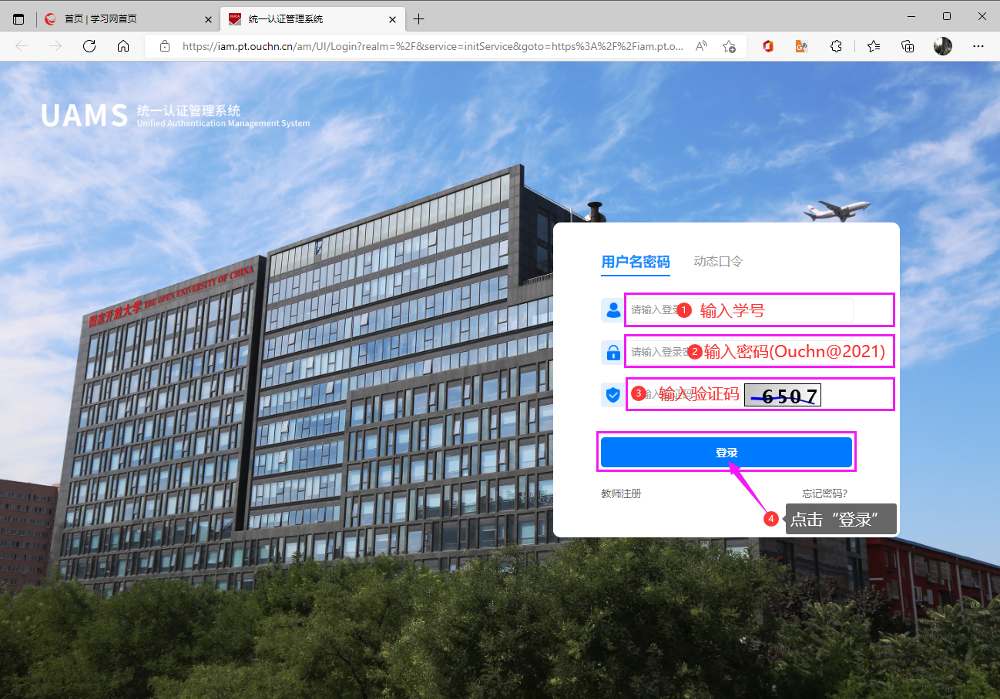 首页 | 学习网首页
统一认证管理系统
https://iam.pt.ouchn.cn/am/UI/Login?realm=%2F&service=initService&goto=https%3A%2F%2Fiam.pt.o...
UAMS 统一认证管理系统
Unified Authentication Management System
国家开放大学 THE OPEN UNIVERSITY OF CHINA
用户名密码 动态口令
请输入登录
1 输入学号
请输入登录密
2 输入密码(Ouchn@2021)
3 输入验证码
6507
登录
教师注册 忘记密码?
4 点击“登录”